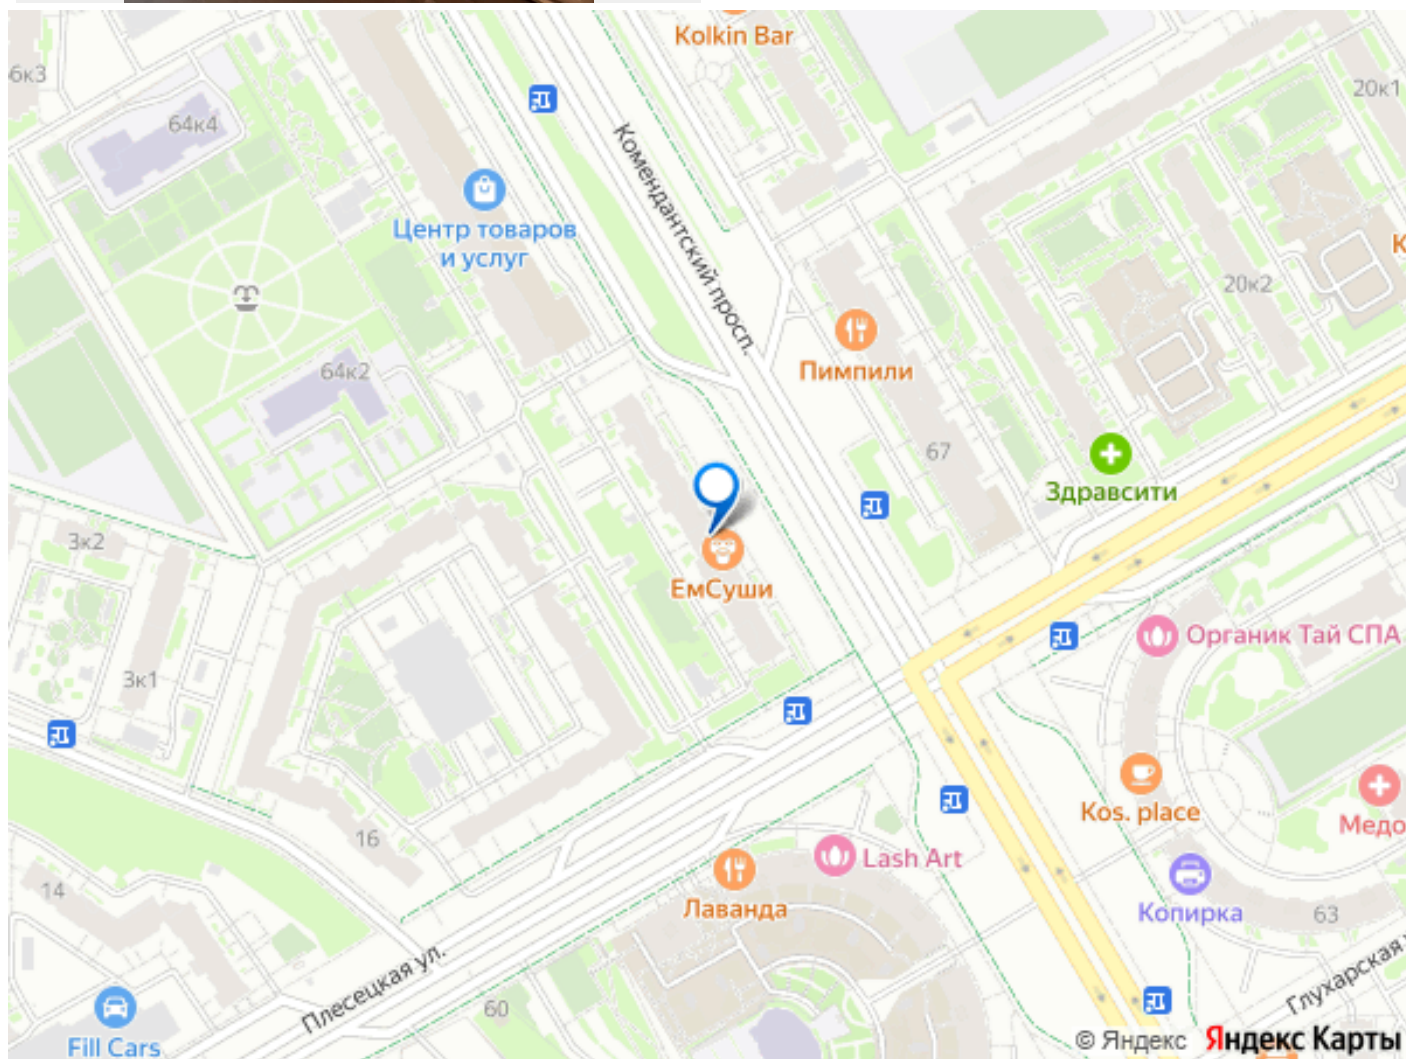 Kolkin Bar
6к3
20к1
64к4
Комендантский просп.
Центр товаров
и услуг
20к2
64к2
Пимпили
67
Здравсити
3к2
ЕмСуши
Органик Тай СПА
3к1
Kos. place
Медо
16
Lash Art
14
Лаванда
Копирка
63
Плесецкая ул.
Глухарская
60
Fill Cars
© Яндекс Яндекс Карты